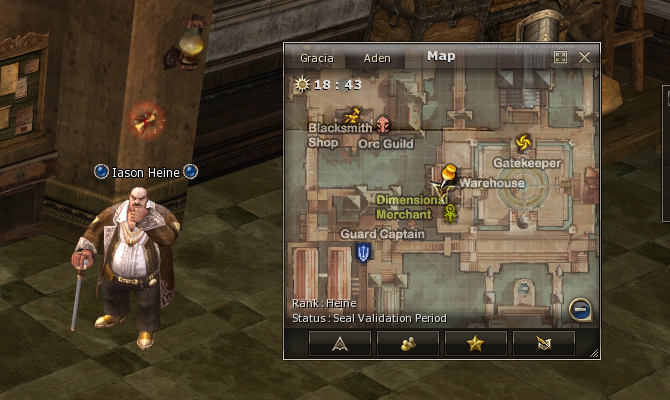 Gracia
Aden
Map
18 : 43
Blacksmith
Shop
Orc Guild
Gatekeeper
Iason Heine
Warehouse
Dimensional
Merchant
Guard Captain
Rank : Heine
Status : Seal Validation Period